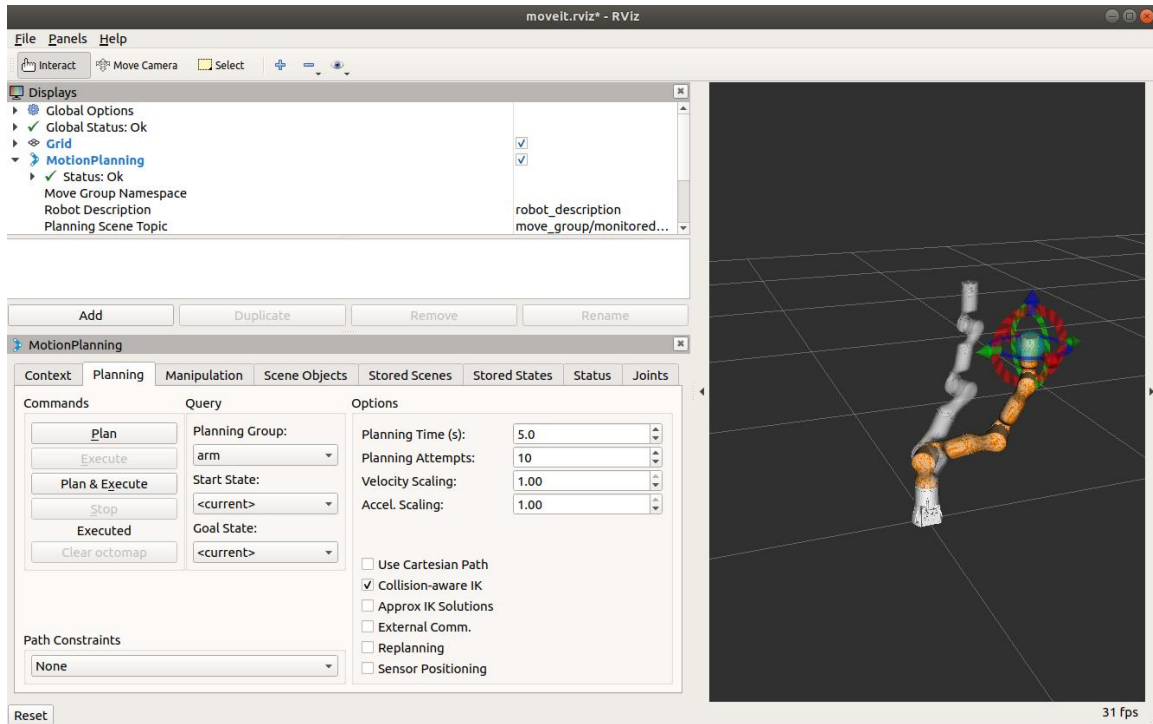 moveit.rviz* - RViz
File Panels Help
Interact Move Camera Select
Displays
Global Options
Global Status: Ok
Grid
MotionPlanning
Status: Ok
Move Group Namespace
Robot Description robot_description
Planning Scene Topic move_group/monitored...
Add Duplicate Remove Rename
MotionPlanning
Context Planning Manipulation Scene Objects Stored Scenes Stored States Status Joints
Commands Query Options
Plan
Execute
Plan & Execute
Stop
Executed
Clear octomap
Planning Group:
arm
Start State:
<current>
Goal State:
<current>
Planning Time (s): 5.0
Planning Attempts: 10
Velocity Scaling: 1.00
Accel. Scaling: 1.00
Use Cartesian Path
Collision-aware IK
Approx IK Solutions
External Comm.
Replanning
Sensor Positioning
Path Constraints
None
Reset
31 fps